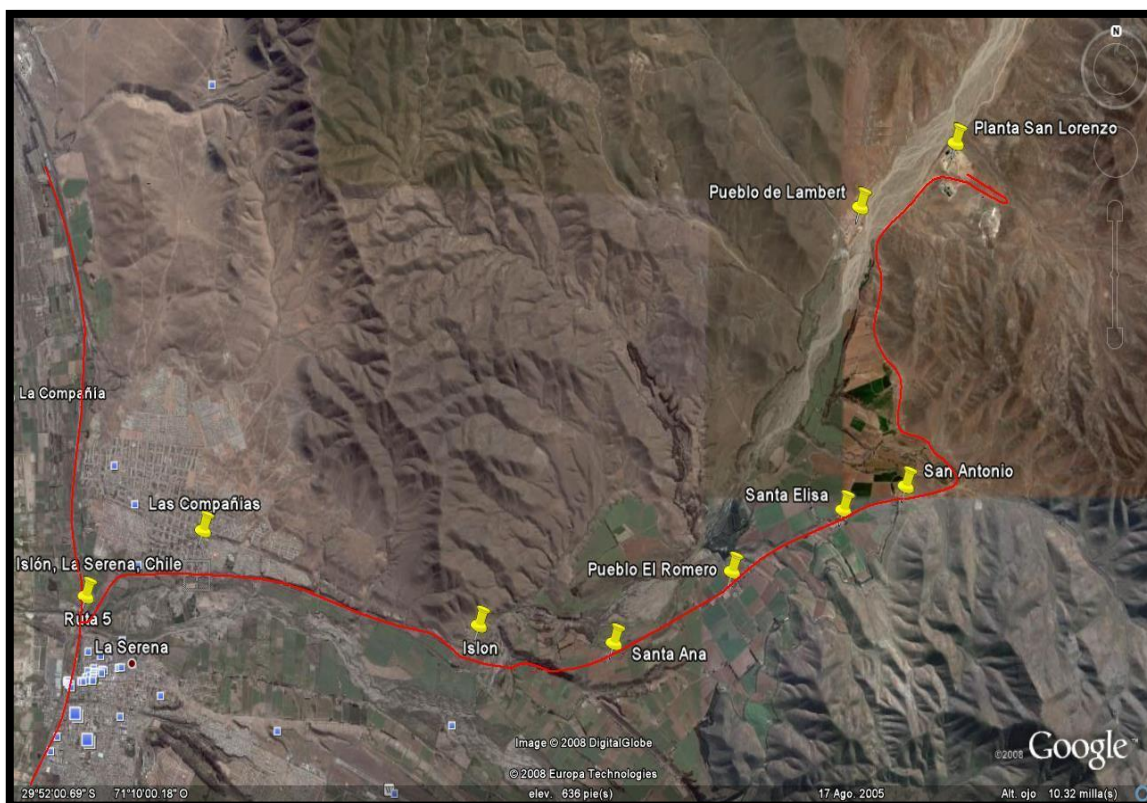 N
Planta San Lorenzo
Pueblo de Lambert
La Compañía
San Antonio
Santa Elisa
Las Compañias
Islón, La Serena, Chile
Pueblo El Romero
Ruta 5
La Serena
Islon
Santa Ana
Image © 2008 DigitalGlobe
©2008 Google™
© 2008 Europa Technologies
29°52'00.69" S 71°10'00.18" O elev. 636 pie(s) 17 Ago. 2005 Alt. ojo 10.32 milla(s)